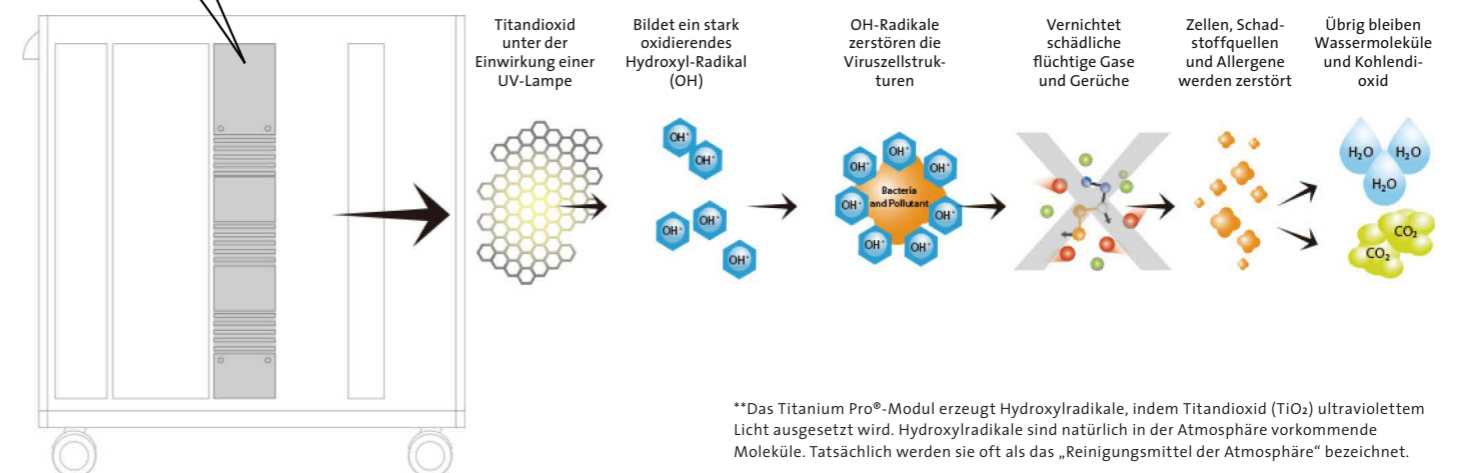 Titandioxid
unter der
Einwirkung einer
UV-Lampe
Bildet ein stark
oxidierendes
Hydroxyl-Radikal
(OH)
OH-Radikale
zerstören die
Viruszellstruk-
turen
Vernichtet
schädliche
flüchtige Gase
und Gerüche
Zellen, Schad-
stoffquellen
und Allergene
werden zerstört
Übrig bleiben
Wassermoleküle
und Kohlendi-
oxid
OH•
OH•
OH•
OH•
OH•
OH•
OH•
OH•
OH•
OH•
OH•
OH•
OH•
Bacteria
and Pollutant
H₂O
H₂O
H₂O
CO₂
CO₂
**Das Titanium Pro®-Modul erzeugt Hydroxylradikale, indem Titandioxid (TiO₂) ultraviolettem
Licht ausgesetzt wird. Hydroxylradikale sind natürlich in der Atmosphäre vorkommende
Moleküle. Tatsächlich werden sie oft als das „Reinigungsmittel der Atmosphäre“ bezeichnet.